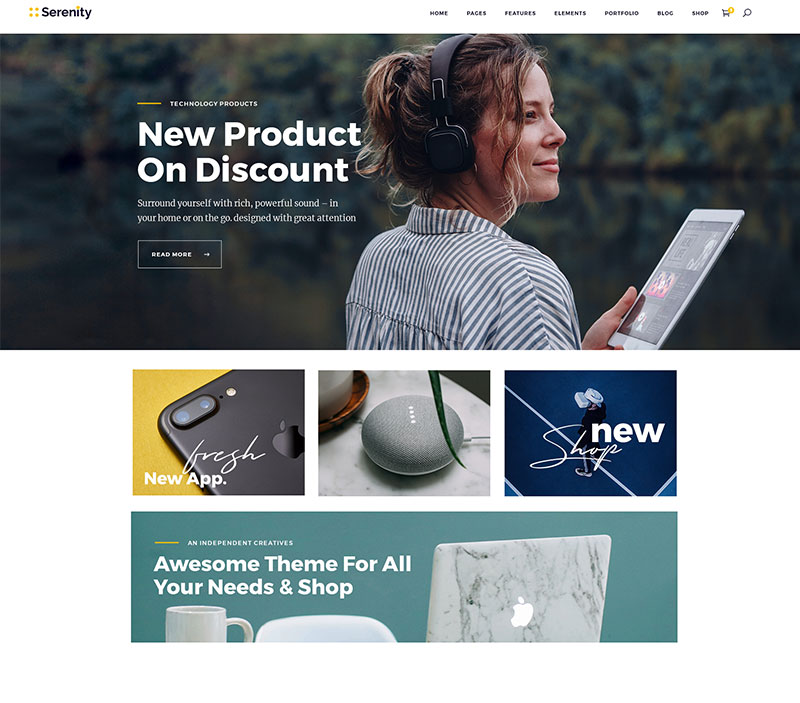 Serenity
HOME PAGES FEATURES ELEMENTS PORTFOLIO BLOG SHOP
TECHNOLOGY PRODUCTS
New Product
On Discount
Surround yourself with rich, powerful sound – in
your home or on the go. designed with great attention
READ MORE →
fresh
New App.
new
Shop
AN INDEPENDENT CREATIVES
Awesome Theme For All
Your Needs & Shop